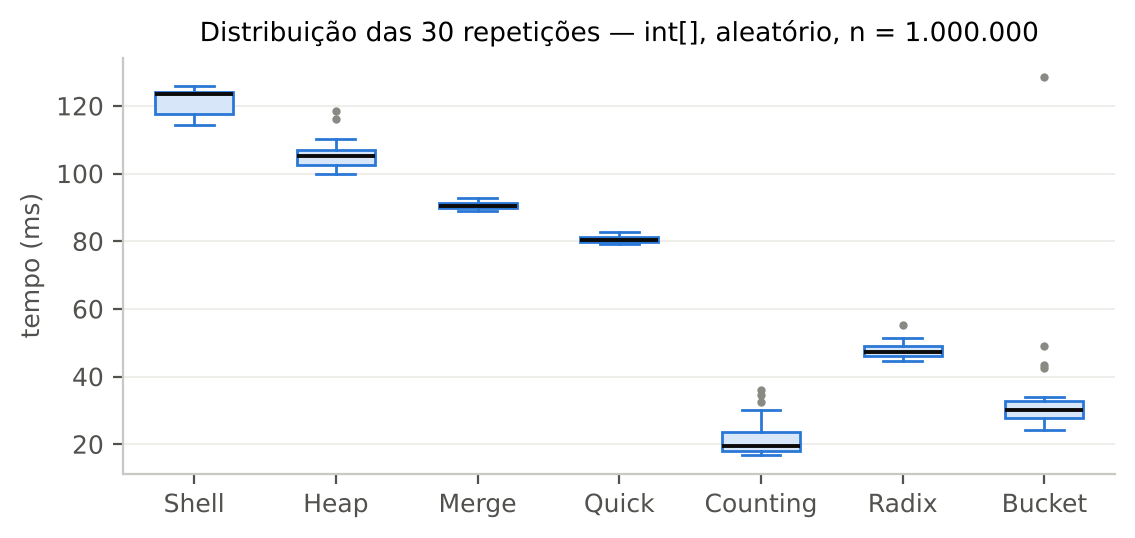 Distribuição das 30 repetições — int[], aleatório, n = 1.000.000
tempo (ms)
120
100
80
60
40
20
Shell Heap Merge Quick Counting Radix Bucket